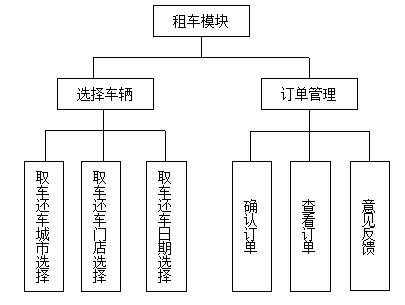 租车模块
选择车辆
订单管理
取车还车城市选择
取车还车门店选择
取车还车日期选择
确认订单
查看订单
意见反馈